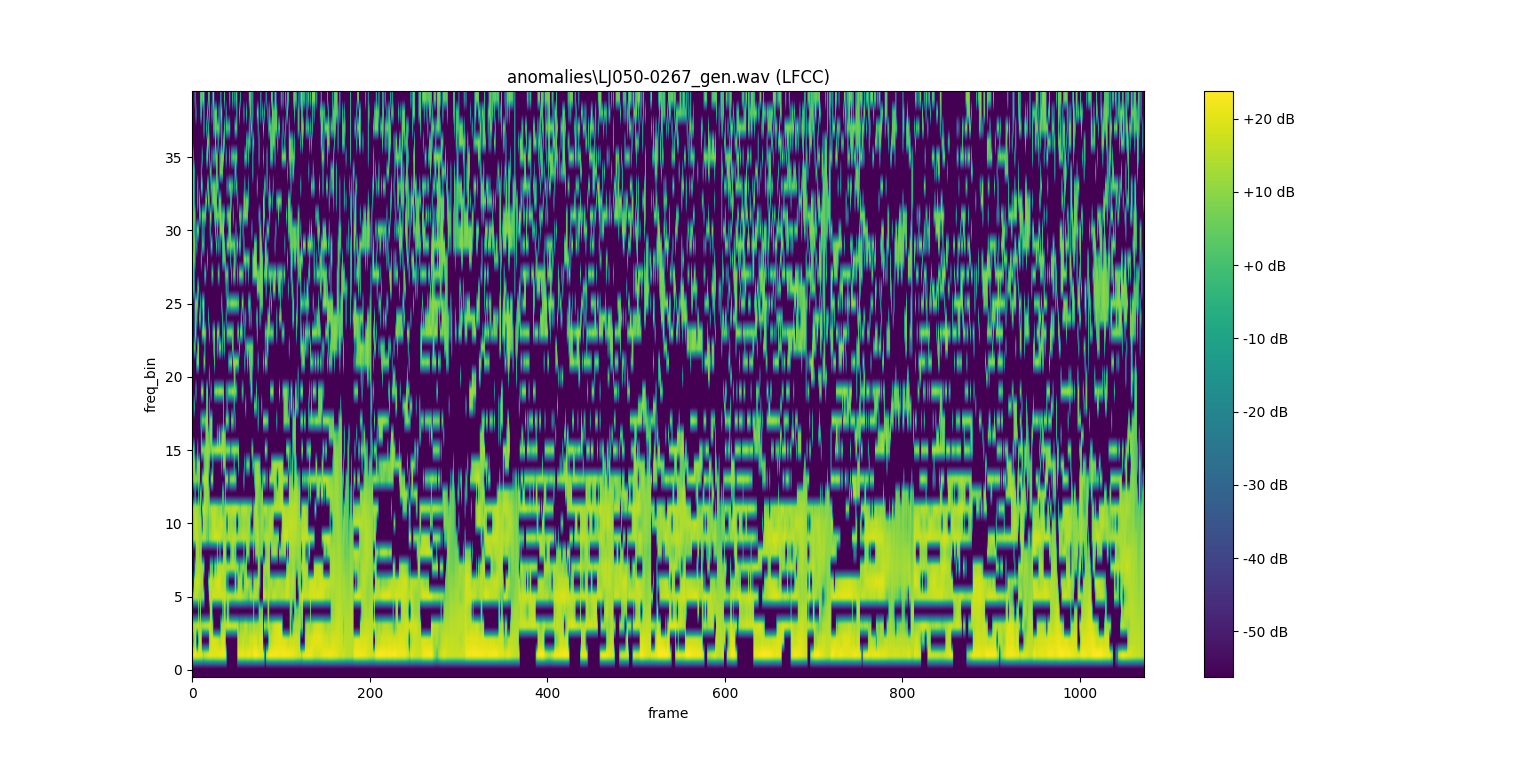 anomalies\LJ050-0267_gen.wav (LFCC)
freq_bin
35
30
25
20
15
10
5
0
0
200
400
600
800
1000
frame
+20 dB
+10 dB
+0 dB
-10 dB
-20 dB
-30 dB
-40 dB
-50 dB